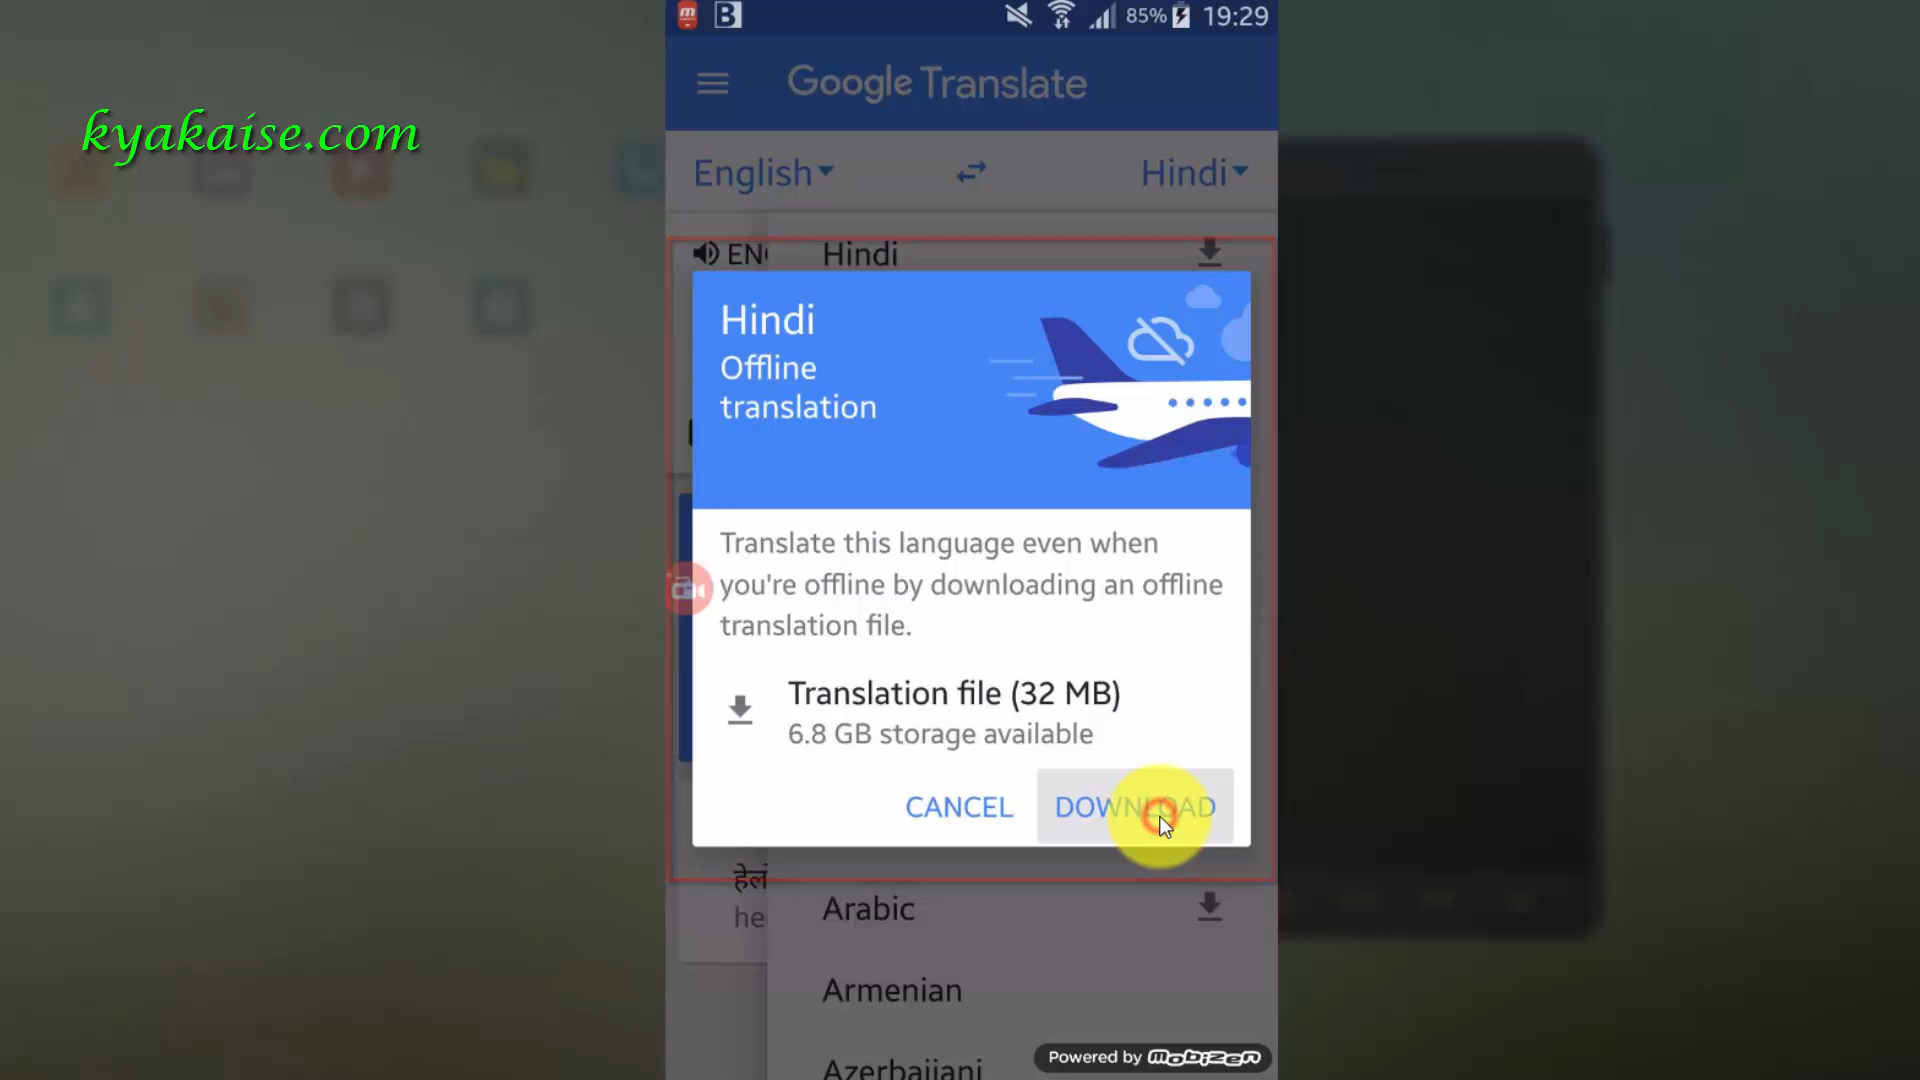 85% 19:29
Google Translate
kyakaise.com
English Hindi
Hindi
Hindi
Offline
translation
Translate this language even when
you're offline by downloading an offline
translation file.
Translation file (32 MB)
6.8 GB storage available
CANCEL DOWNLOAD
Arabic
he
Armenian
Powered by mobizen
Azerbaijani